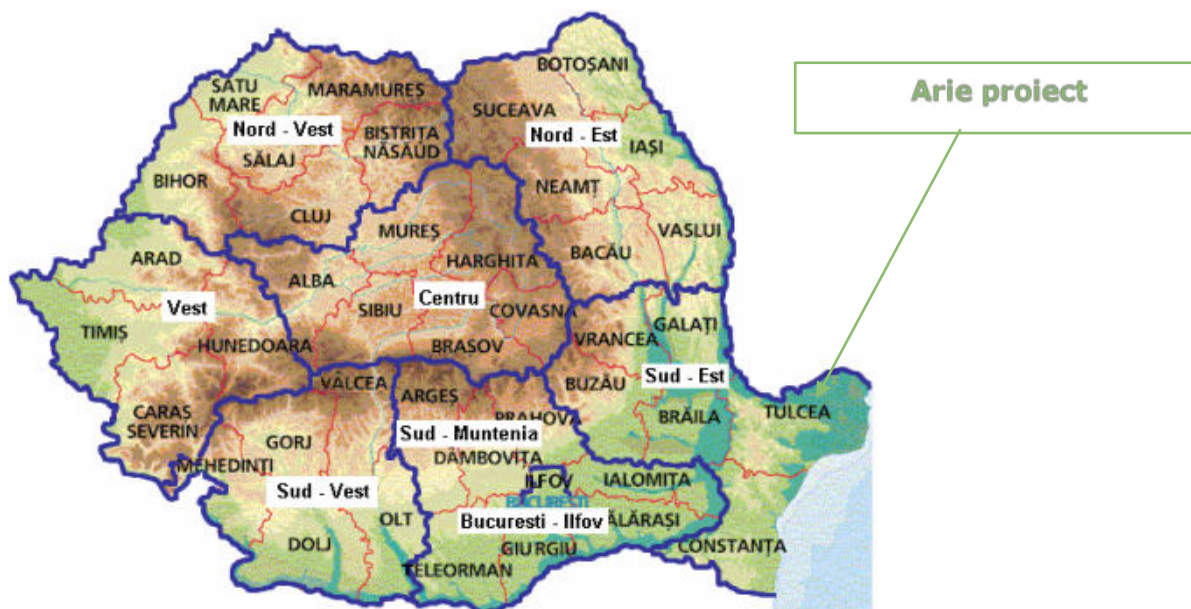 Arie proiect
BOTOȘANI
SATU
MARE
MARAMUREȘ
SUCEAVA
Nord - Vest
BISTRIȚA
NĂSĂUD
Nord - Est
IAȘI
SĂLAJ
BIHOR
NEAMȚ
CLUJ
MUREȘ
VASLUI
ARAD
BACĂU
HARGHITA
ALBA
Vest
SIBIU
Centru
COVASNA
TIMIȘ
HUNEDOARA
BRASOV
VRANCEA
GALAȚI
VÂLCEA
ARGEȘ
BUZĂU
Sud - Est
CARAȘ
SEVERIN
PRAHOVA
BRĂILA
TULCEA
GORJ
Sud - Muntenia
MEHEDINȚI
DÂMBOVIȚA
Sud - Vest
ILFOV
IALOMIȚA
BUCUREȘTI
OLT
Bucuresti - Ilfov
ĂLĂRAȘI
DOLJ
GIURGIU
CONSTANȚA
TELEORMAN